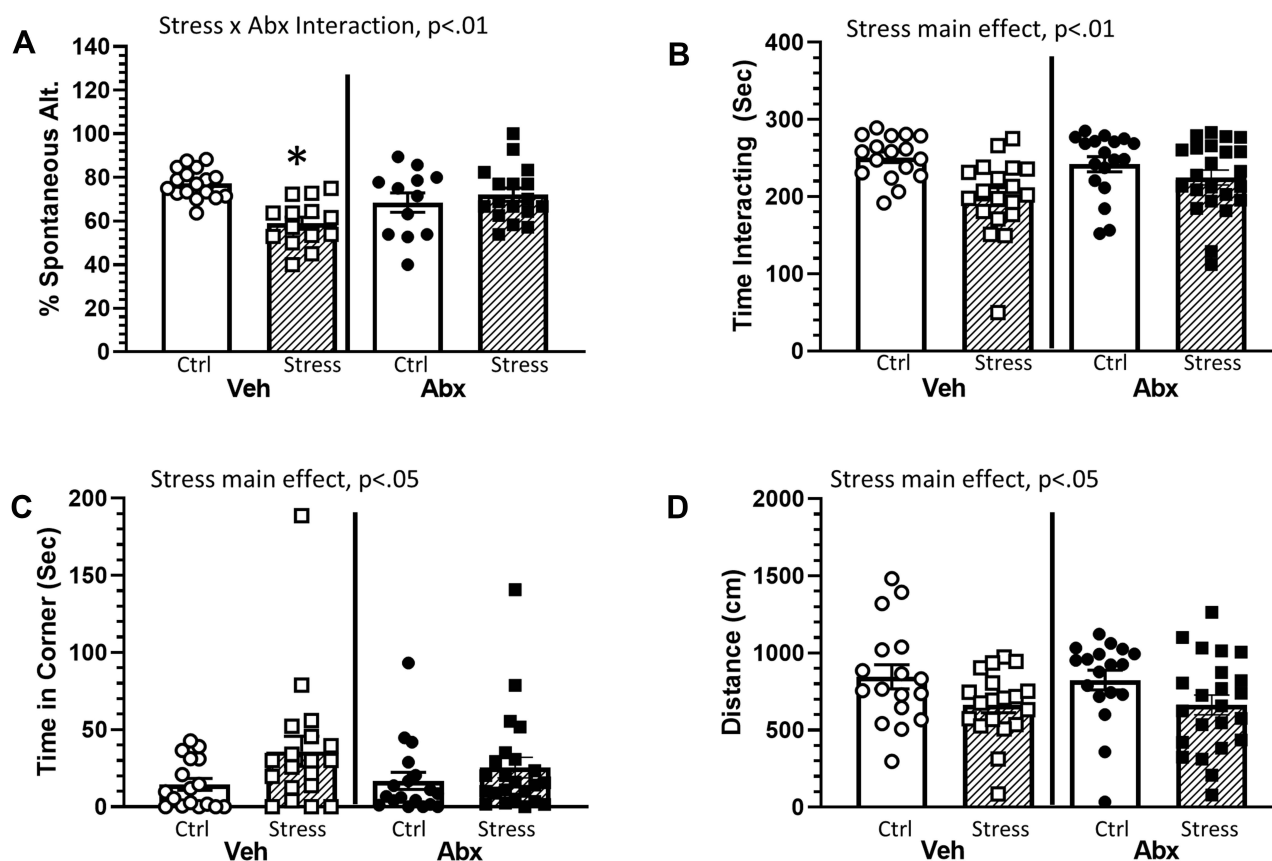 A
Stress x Abx Interaction, p<.01
% Spontaneous Alt.
140
120
100
80
60
40
20
0
*
Ctrl Stress Ctrl Stress
Veh Abx
B
Stress main effect, p<.01
Time Interacting (Sec)
400
300
200
100
0
Ctrl Stress Ctrl Stress
Veh Abx
C
Stress main effect, p<.05
Time in Corner (Sec)
200
150
100
50
0
Ctrl Stress Ctrl Stress
Veh Abx
D
Stress main effect, p<.05
Distance (cm)
2000
1500
1000
500
0
Ctrl Stress Ctrl Stress
Veh Abx